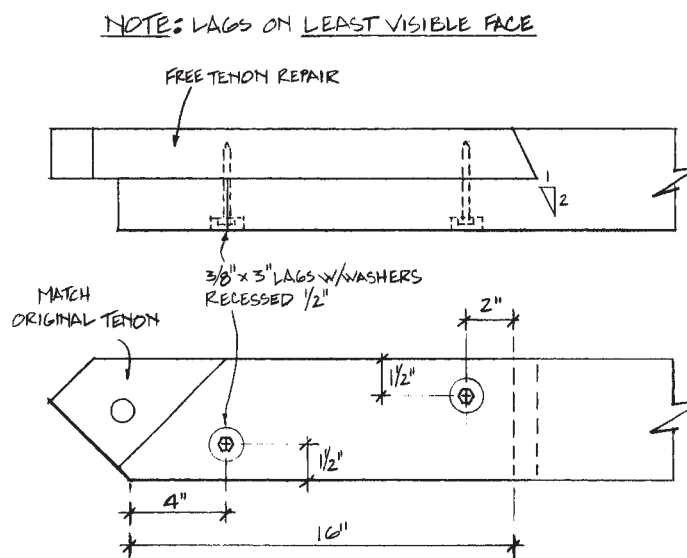 NOTE: LAGS ON LEAST VISIBLE FACE
FREE TENON REPAIR
1
2
3/8" x 3" LAGS W/WASHERS
RECESSED 1/2"
MATCH
ORIGINAL TENON
2"
1 1/2"
1 1/2"
4"
16"